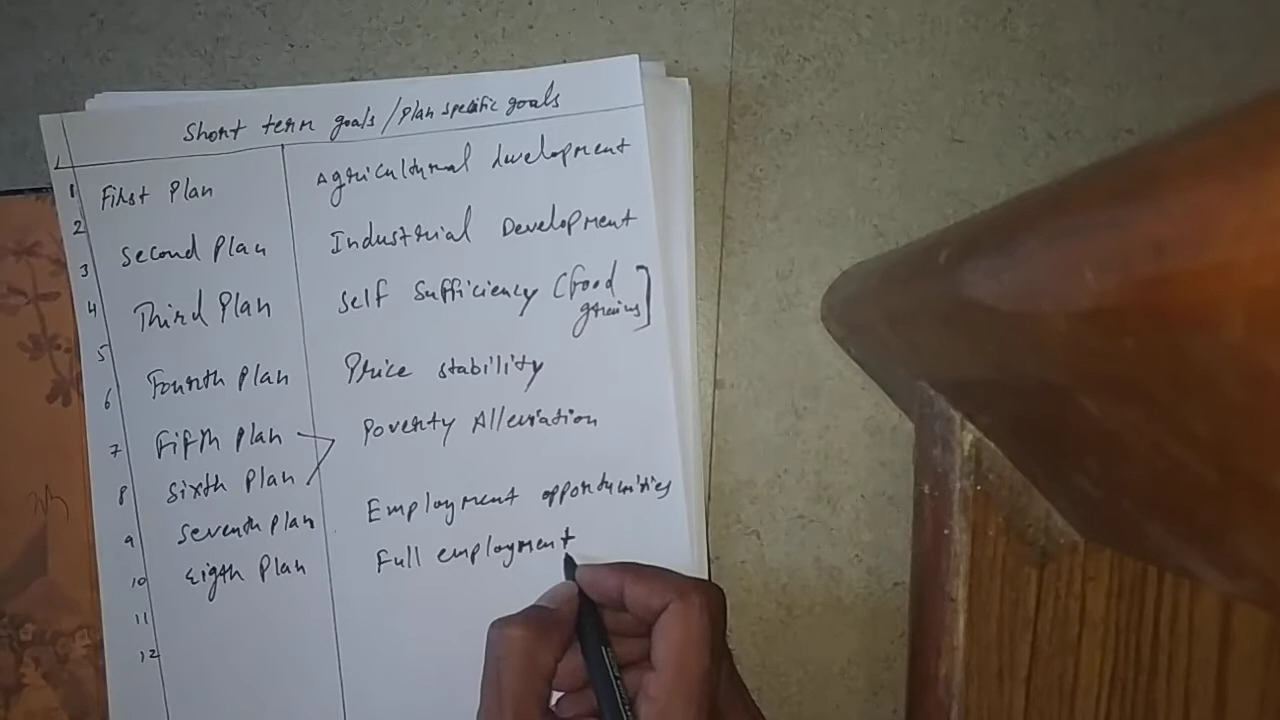 Short term goals/plan specific goals
1 First Plan Agricultural development
2 Second Plan Industrial Development
3 Third Plan Self Sufficiency (food
4 grains]
5 Fourth Plan Price stability
6 Fifth Plan Poverty Alleviation
7 Sixth Plan
8 Seventh Plan Employment opportunities
9 Eigth Plan Full employment
10
11
12